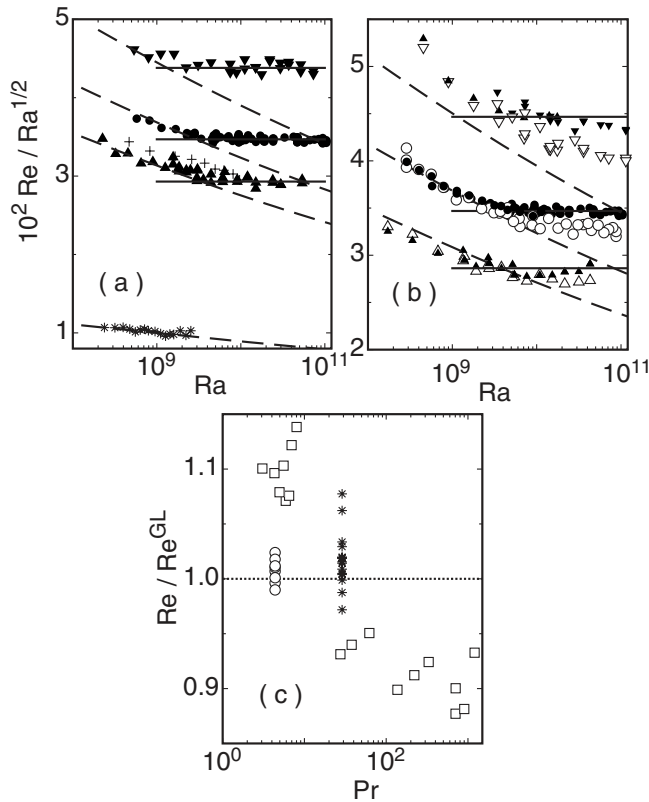 5
3
1
10² Re / Ra^1/2
( a )
10⁹
10¹¹
Ra
5
4
3
2
( b )
10⁹
10¹¹
Ra
1.1
1.0
0.9
Re / Re^GL
( c )
10⁰
10²
Pr